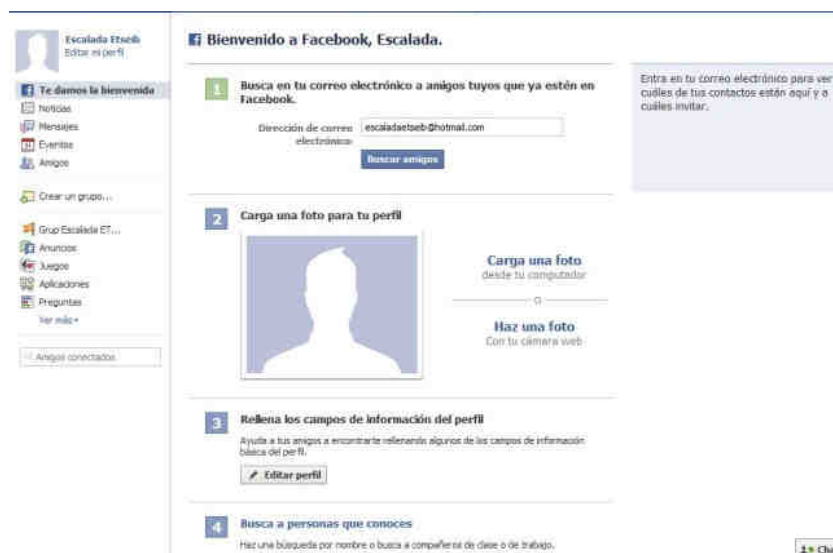 Escalada Etseib
Editar mi perfil
Te damos la bienvenida
Noticias
Mensajes
Eventos
Amigos
Crear un grupo...
Grup Escalada ET...
Anuncios
Juegos
Aplicaciones
Preguntas
Ver más
Amigos conectados
Bienvenido a Facebook, Escalada.
1
Busca en tu correo electrónico a amigos tuyos que ya estén en
Facebook.
Dirección de correo
electrónico:
escaladaetseib@hotmail.com
Buscar amigos
2
Carga una foto para tu perfil
Carga una foto
desde tu computador
o
Haz una foto
Con tu cámara web
3
Rellena los campos de información del perfil
Ayuda a tus amigos a encontrarte rellenando algunos de los campos de información
básica del perfil.
Editar perfil
4
Busca a personas que conoces
Haz una búsqueda por nombre o busca a compañeros de clase o de trabajo.
Entra en tu correo electrónico para ver
cuáles de tus contactos están aquí y a
cuáles invitar.